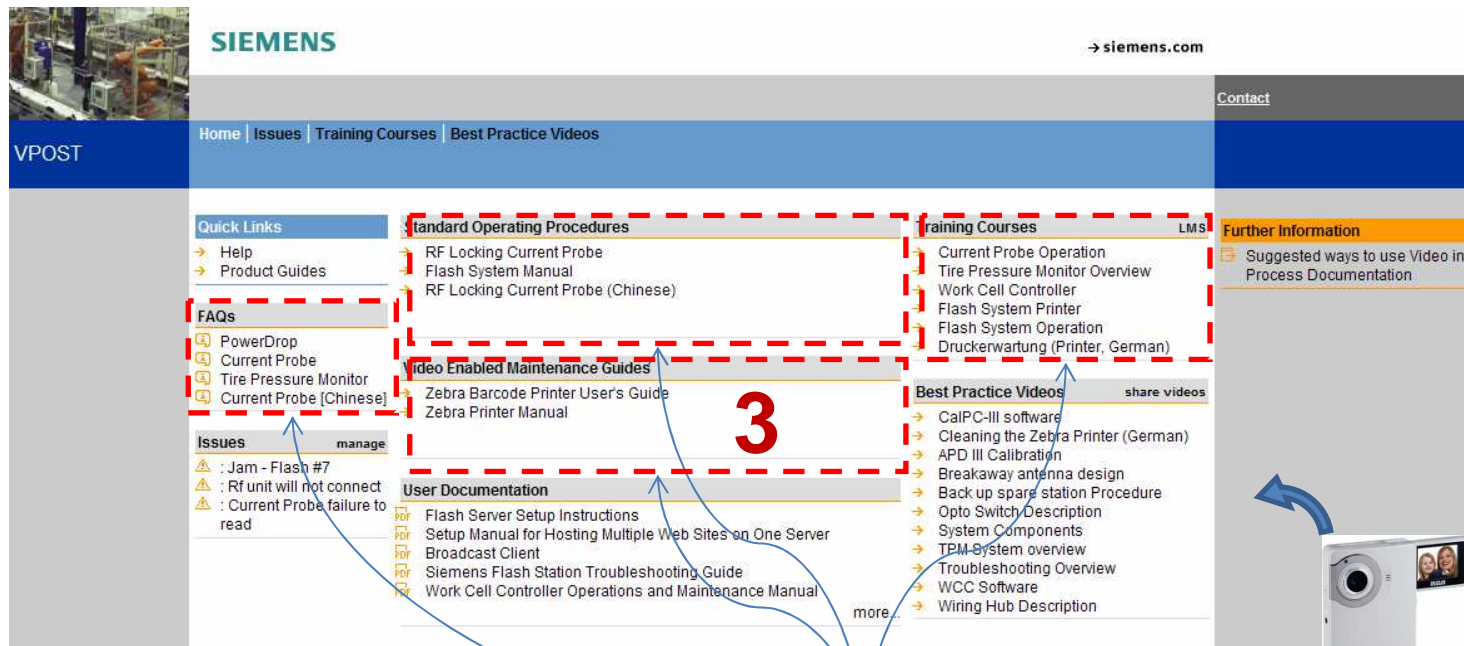 SIEMENS
→ siemens.com
Contact
VPOST
Home | Issues | Training Courses | Best Practice Videos
Quick Links
Help
Product Guides
FAQs
PowerDrop
Current Probe
Tire Pressure Monitor
Current Probe [Chinese]
Issues manage
: Jam - Flash #7
: Rf unit will not connect
: Current Probe failure to
read
Standard Operating Procedures
RF Locking Current Probe
Flash System Manual
RF Locking Current Probe (Chinese)
Video Enabled Maintenance Guides
Zebra Barcode Printer User's Guide
Zebra Printer Manual
3
User Documentation
PDF Flash Server Setup Instructions
PDF Setup Manual for Hosting Multiple Web Sites on One Server
PDF Broadcast Client
PDF Siemens Flash Station Troubleshooting Guide
PDF Work Cell Controller Operations and Maintenance Manual
more...
Training Courses LMS
Current Probe Operation
Tire Pressure Monitor Overview
Work Cell Controller
Flash System Printer
Flash System Operation
Druckerwartung (Printer, German)
Best Practice Videos share videos
CalPC-III software
Cleaning the Zebra Printer (German)
APD III Calibration
Breakaway antenna design
Back up spare station Procedure
Opto Switch Description
System Components
TPM System overview
Troubleshooting Overview
WCC Software
Wiring Hub Description
Further Information
Suggested ways to use Video in
Process Documentation
RCA